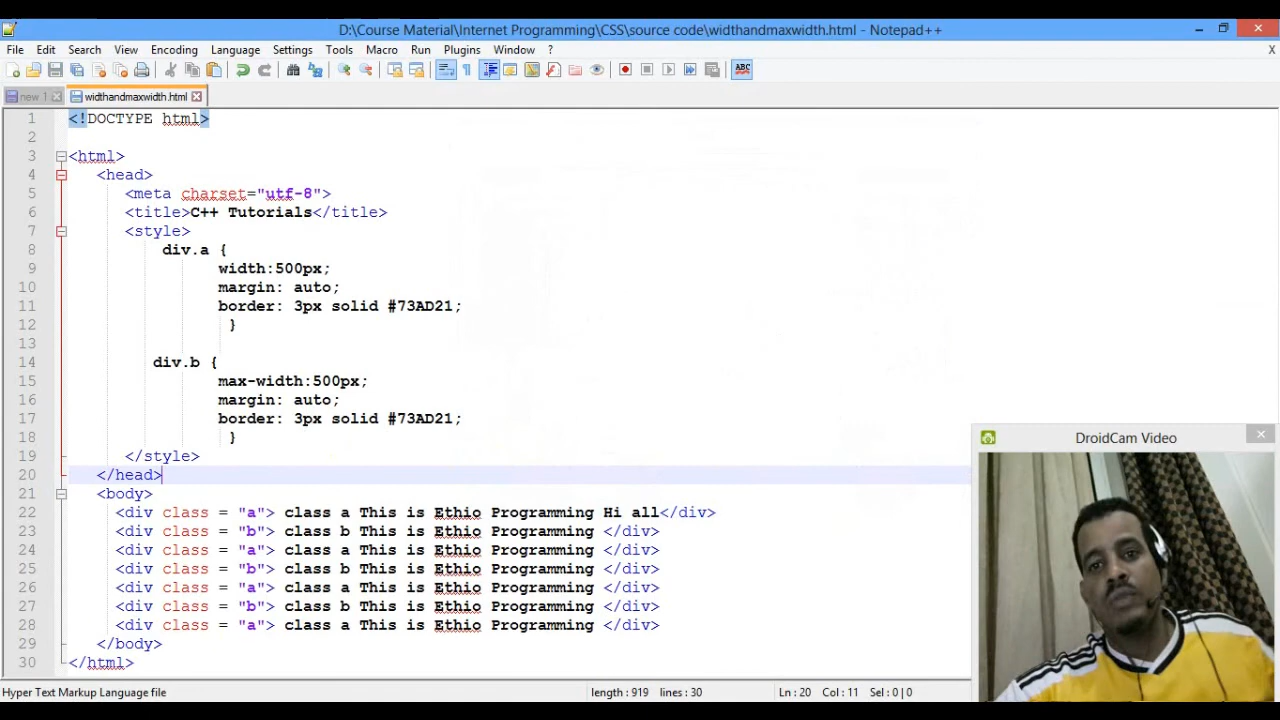 D:\Course Material\Internet Programming\CSS\source code\widthandmaxwidth.html - Notepad++
File Edit Search View Encoding Language Settings Tools Macro Run Plugins Window ? X
ABC
new 1 widthandmaxwidth.html
1 <!DOCTYPE html>
2
3 <html>
4 <head>
5 <meta charset="utf-8">
6 <title>C++ Tutorials</title>
7 <style>
8 div.a {
9 width:500px;
10 margin: auto;
11 border: 3px solid #73AD21;
12 }
13
14 div.b {
15 max-width:500px;
16 margin: auto;
17 border: 3px solid #73AD21;
18 }
19 </style>
20 </head>
21 <body>
22 <div class = "a"> class a This is Ethio Programming Hi all</div>
23 <div class = "b"> class b This is Ethio Programming </div>
24 <div class = "a"> class a This is Ethio Programming </div>
25 <div class = "b"> class b This is Ethio Programming </div>
26 <div class = "a"> class a This is Ethio Programming </div>
27 <div class = "b"> class b This is Ethio Programming </div>
28 <div class = "a"> class a This is Ethio Programming </div>
29 </body>
30 </html>
DroidCam Video
Hyper Text Markup Language file length : 919 lines : 30 Ln : 20 Col : 11 Sel : 0 | 0